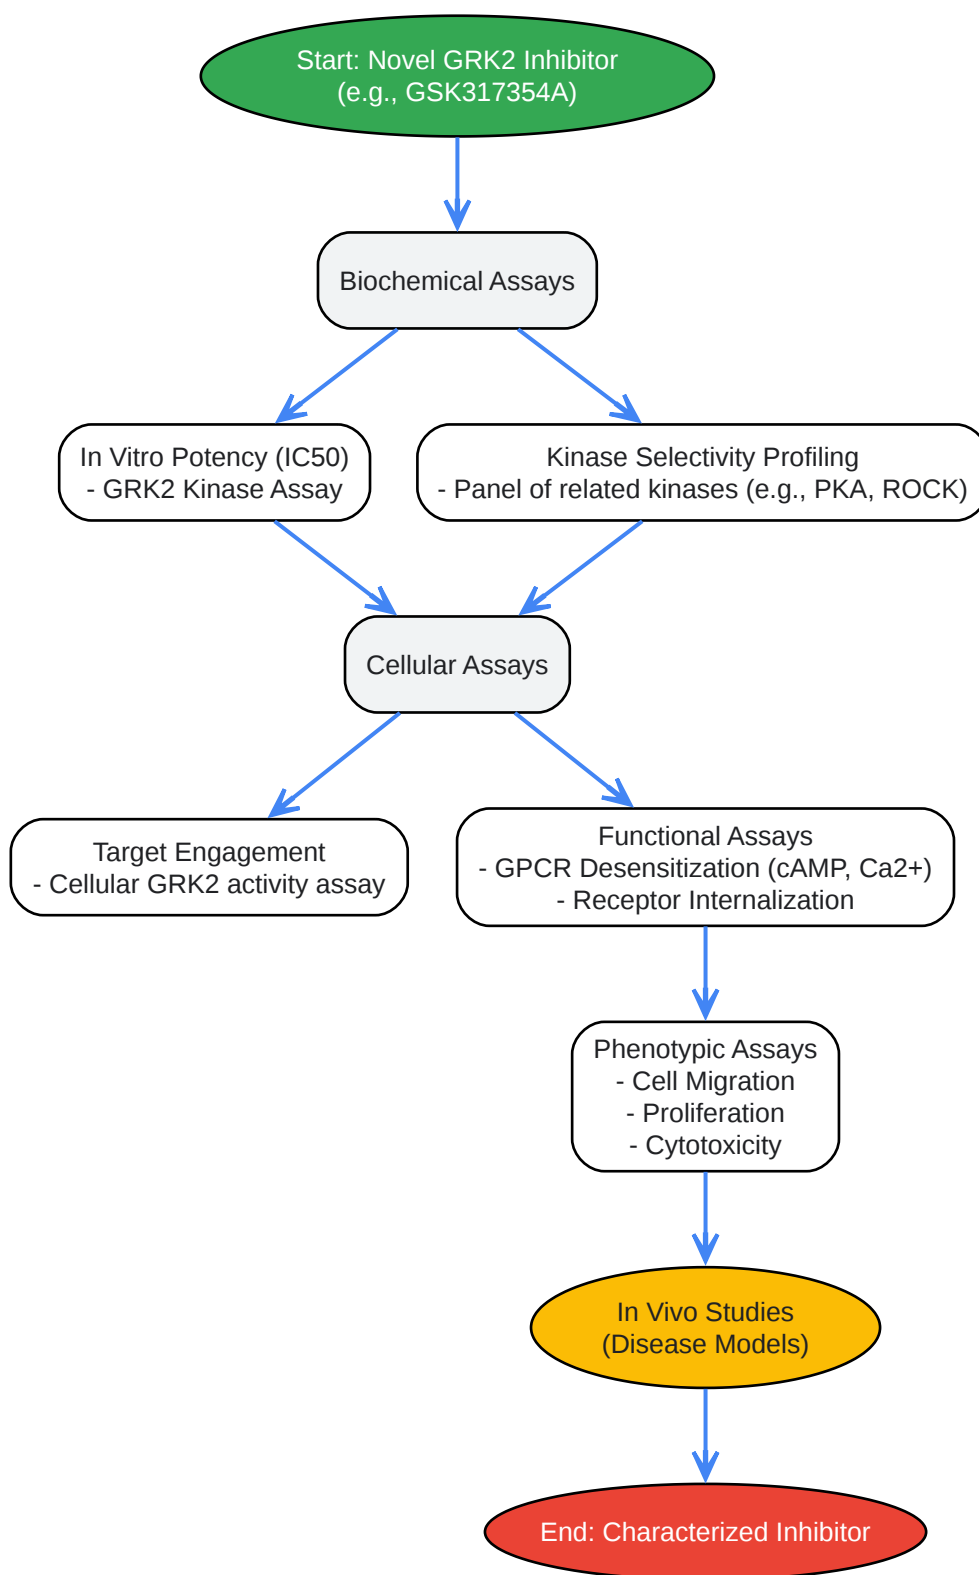 Start: Novel GRK2 Inhibitor
(e.g., GSK317354A)
Biochemical Assays
In Vitro Potency (IC50)
- GRK2 Kinase Assay
Kinase Selectivity Profiling
- Panel of related kinases (e.g., PKA, ROCK)
Cellular Assays
Target Engagement
- Cellular GRK2 activity assay
Functional Assays
- GPCR Desensitization (cAMP, Ca2+)
- Receptor Internalization
Phenotypic Assays
- Cell Migration
- Proliferation
- Cytotoxicity
In Vivo Studies
(Disease Models)
End: Characterized Inhibitor